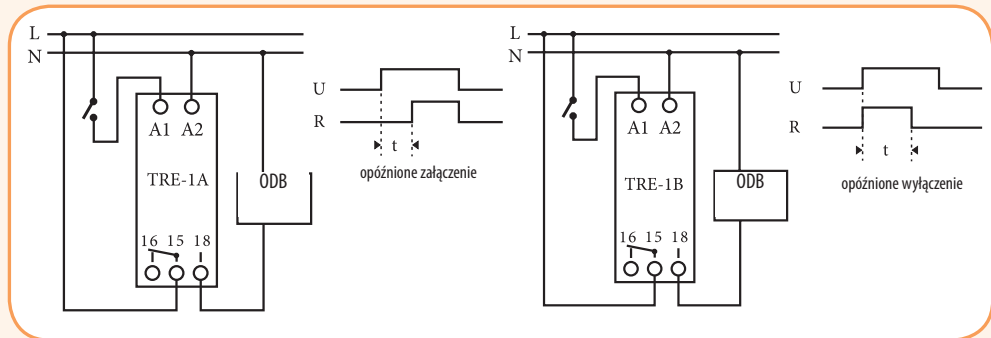 L
N
A1 A2
TRE-1A
16 15 18
ODB
U
R
t
opóźnione załączenie
L
N
A1 A2
TRE-1B
16 15 18
ODB
U
R
t
opóźnione wyłączenie